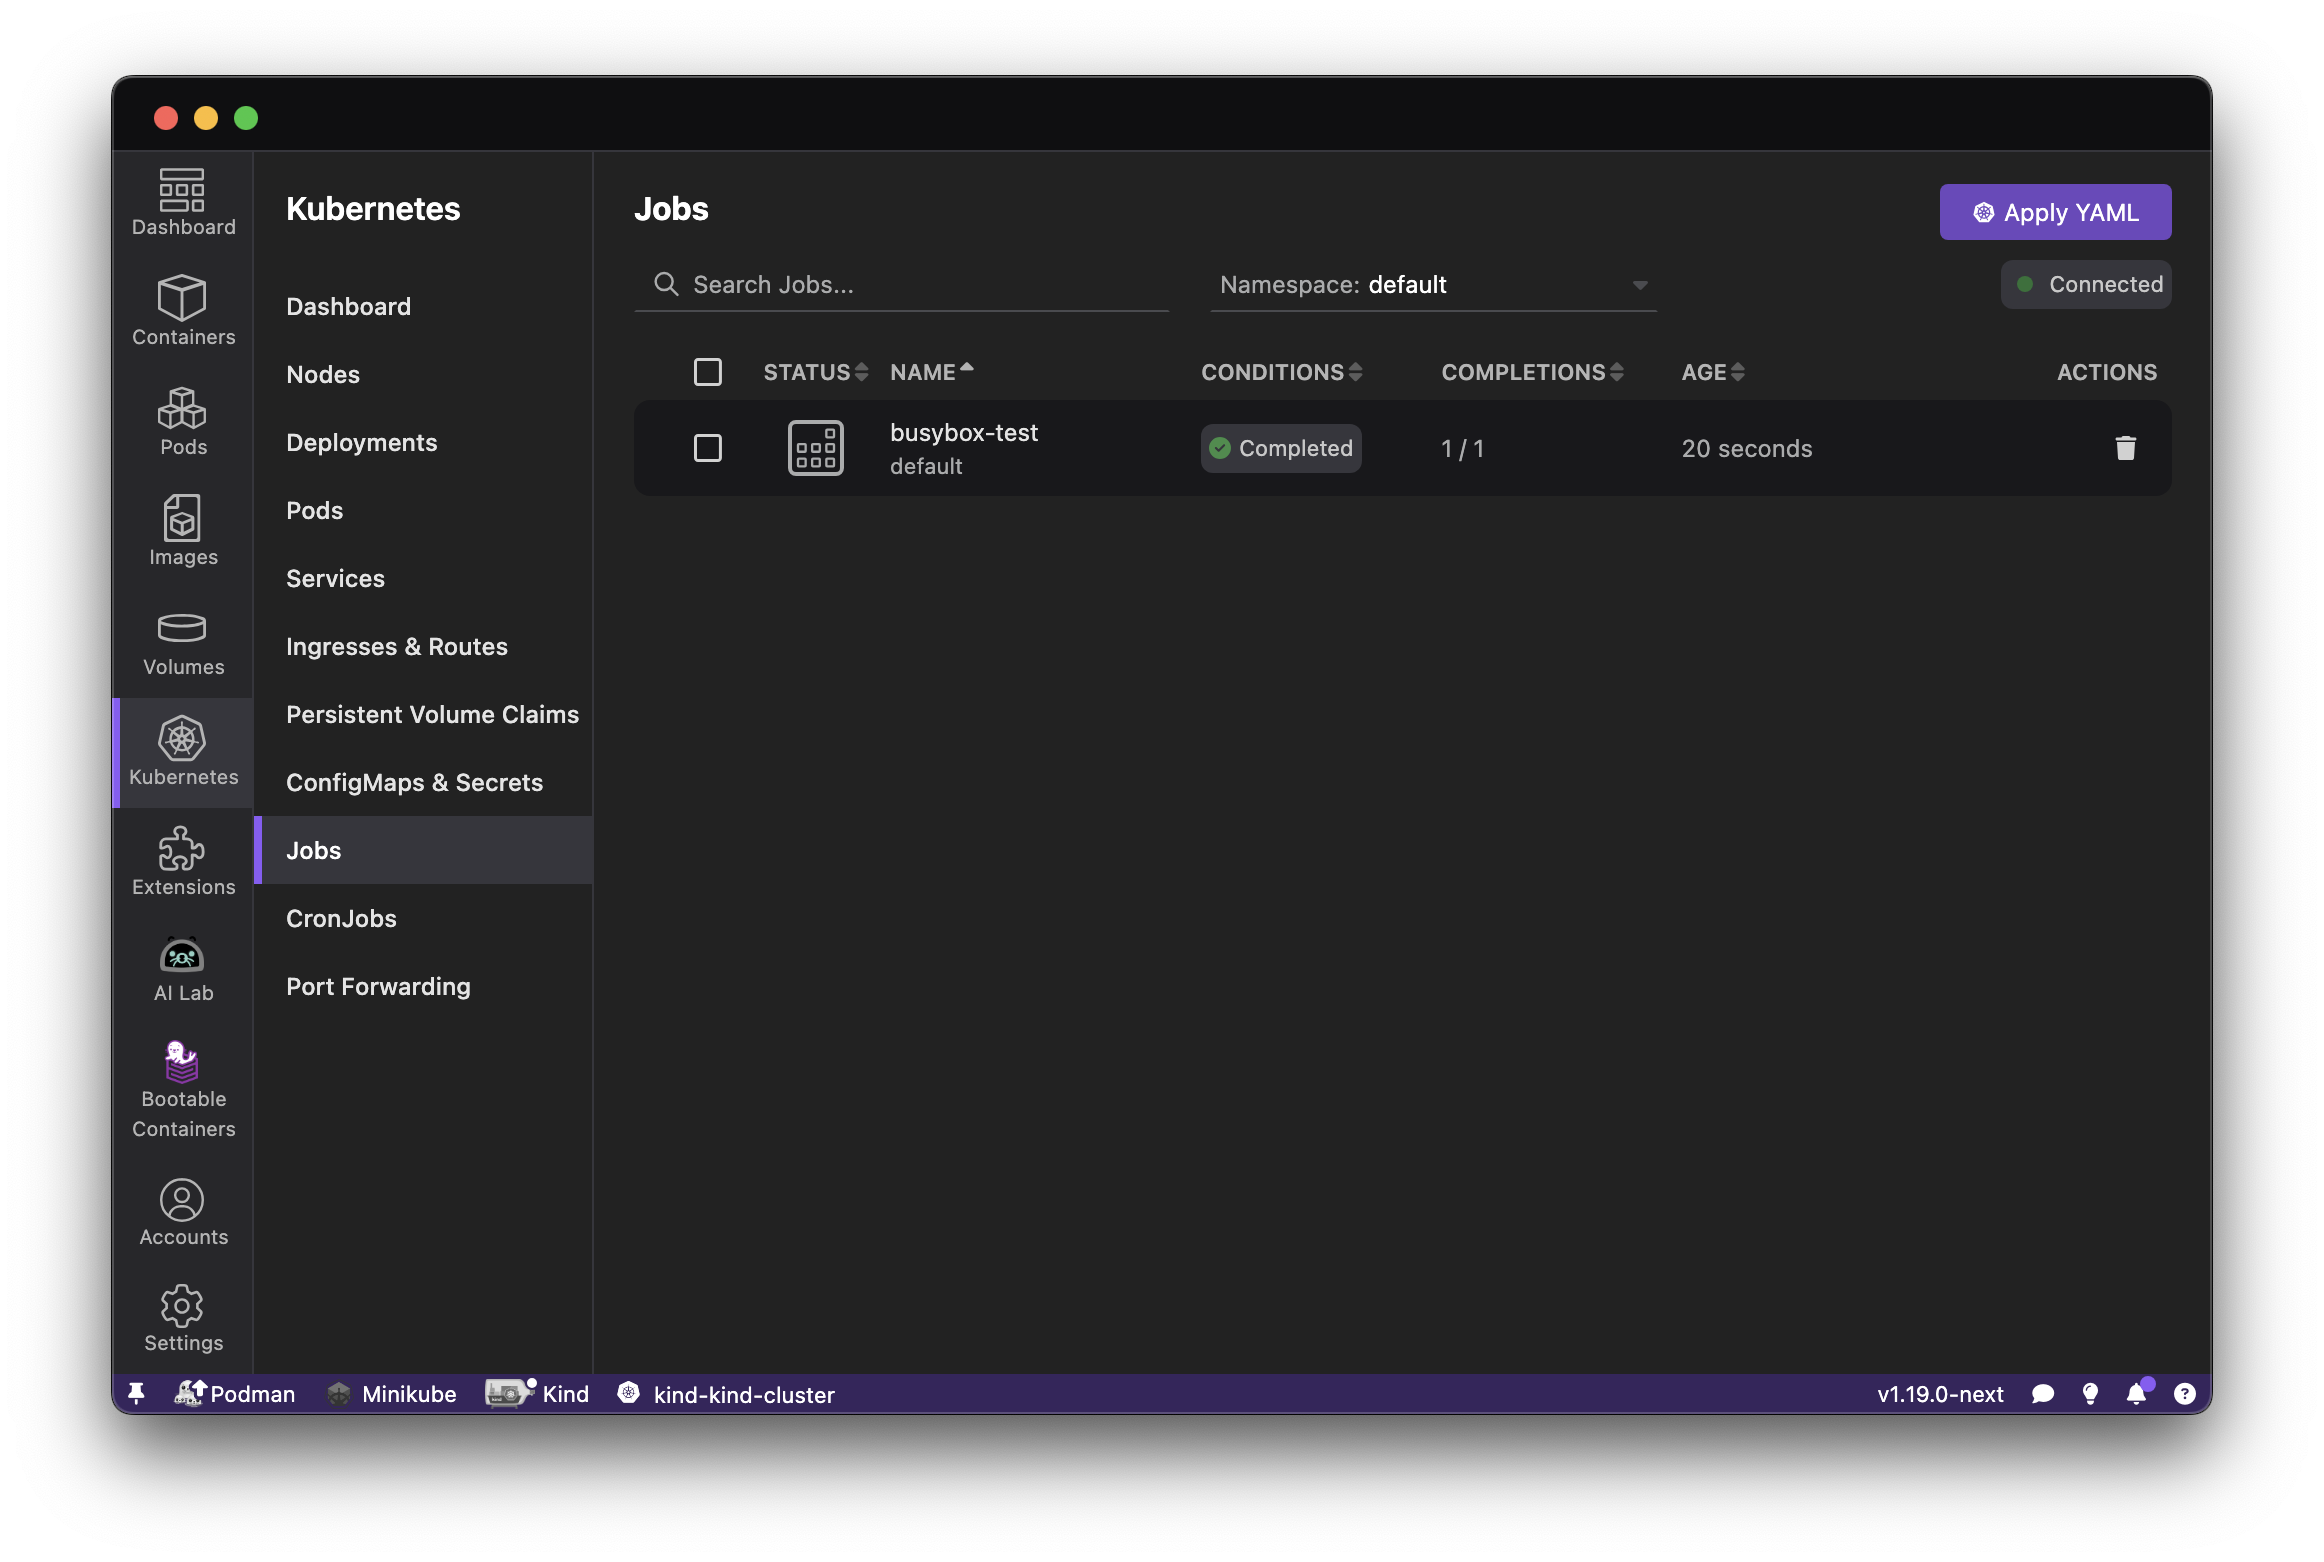 Dashboard
Containers
Pods
Images
Volumes
Kubernetes
Extensions
AI Lab
Bootable
Containers
Accounts
Settings
Kubernetes
Dashboard
Nodes
Deployments
Pods
Services
Ingresses & Routes
Persistent Volume Claims
ConfigMaps & Secrets
Jobs
CronJobs
Port Forwarding
Jobs
Apply YAML
Search Jobs...
Namespace: default
Connected
STATUS NAME CONDITIONS COMPLETIONS AGE ACTIONS
busybox-test
default
Completed
1 / 1
20 seconds
Podman Minikube Kind kind-kind-cluster v1.19.0-next